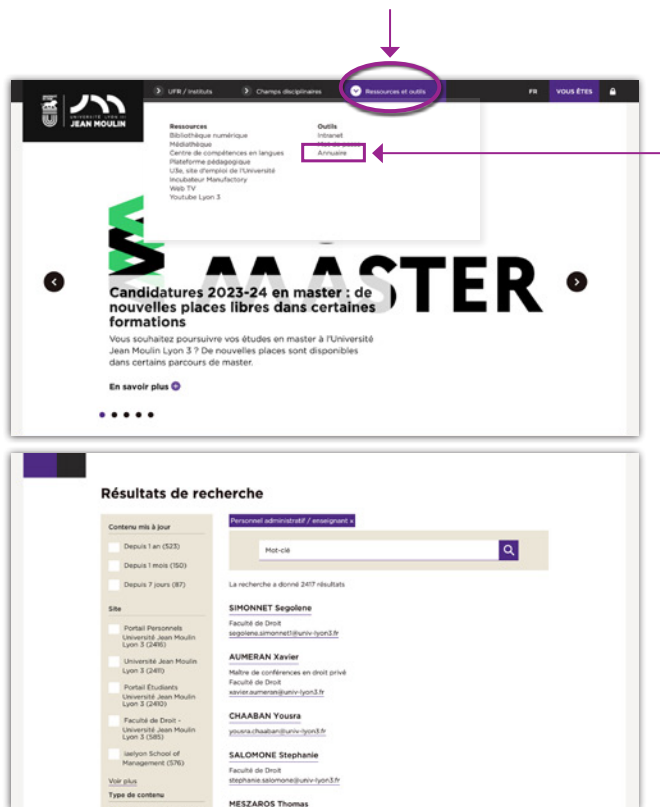 UNIVERSITÉ LYON III
JEAN MOULIN
UFR / Instituts
Champs disciplinaires
Ressources et outils
FR
VOUS ÊTES
Ressources
Bibliothèque numérique
Médiathèque
Centre de compétences en langues
Plateforme pédagogique
U3e, site d'emploi de l'Université
Incubateur Manufactory
Web TV
Youtube Lyon 3
Outils
Intranet
Mot de passe
Annuaire
MASTER
Candidatures 2023-24 en master : de
nouvelles places libres dans certaines
formations
Vous souhaitez poursuivre vos études en master à l'Université
Jean Moulin Lyon 3 ? De nouvelles places sont disponibles
dans certains parcours de master.
En savoir plus
Résultats de recherche
Contenu mis à jour
Depuis 1 an (523)
Depuis 1 mois (150)
Depuis 7 jours (87)
Site
Portail Personnels
Université Jean Moulin
Lyon 3 (2416)
Université Jean Moulin
Lyon 3 (2411)
Portail Étudiants
Université Jean Moulin
Lyon 3 (2410)
Faculté de Droit -
Université Jean Moulin
Lyon 3 (585)
iaelyon School of
Management (576)
Voir plus
Type de contenu
Personnel administratif / enseignant x
Mot-clé
La recherche a donné 2417 résultats
SIMONNET Segolene
Faculté de Droit
segolene.simonnet1@univ-lyon3.fr
AUMERAN Xavier
Maître de conférences en droit privé
Faculté de Droit
xavier.aumeran@univ-lyon3.fr
CHAABAN Yousra
yousra.chaaban@univ-lyon3.fr
SALOMONE Stephanie
Faculté de Droit
stephanie.salomone@univ-lyon3.fr
MESZAROS Thomas